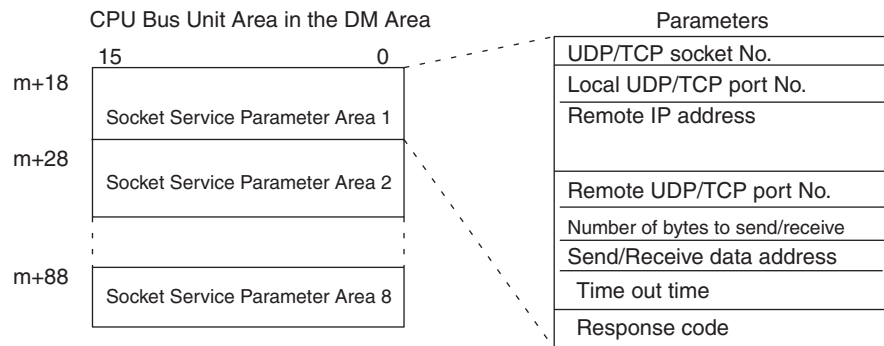 CPU Bus Unit Area in the DM Area
15 0
m+18
Socket Service Parameter Area 1
m+28
Socket Service Parameter Area 2
m+88
Socket Service Parameter Area 8
Parameters
UDP/TCP socket No.
Local UDP/TCP port No.
Remote IP address
Remote UDP/TCP port No.
Number of bytes to send/receive
Send/Receive data address
Time out time
Response code